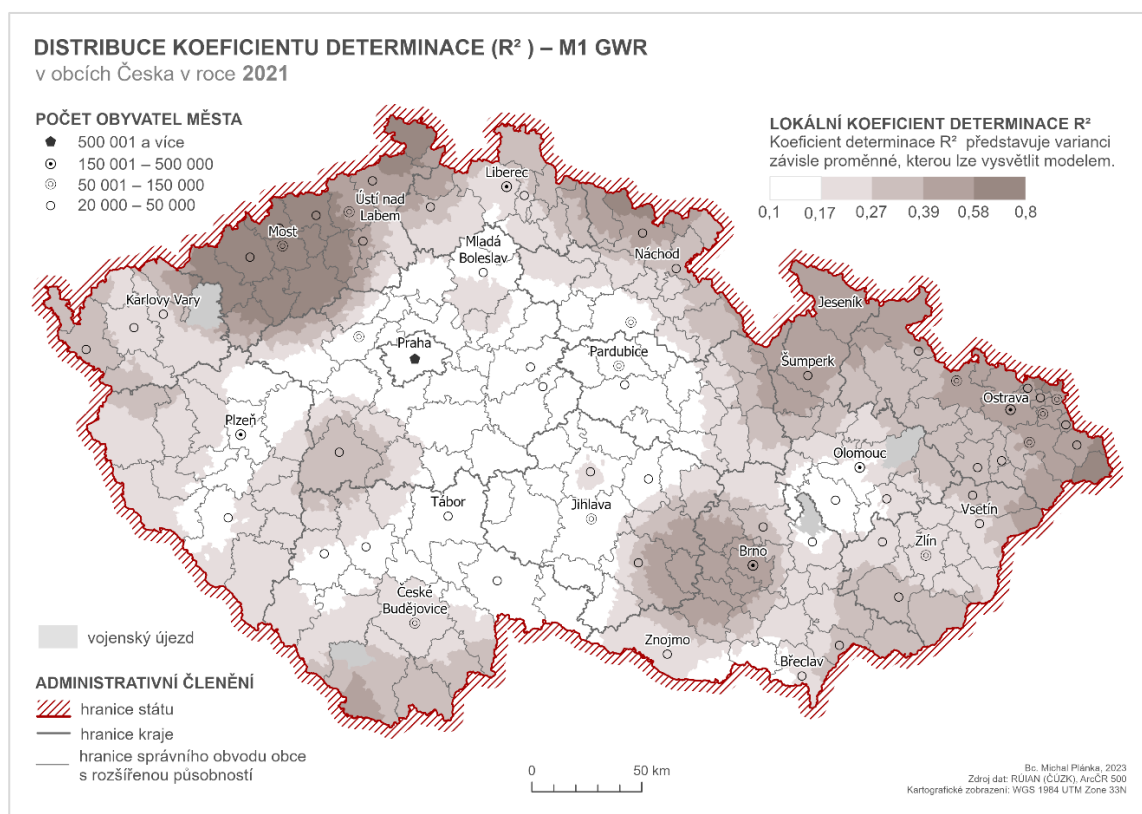 DISTRIBUCE KOEFICIENTU DETERMINACE (R² ) – M1 GWR
v obcích Česka v roce 2021
POČET OBYVATEL MĚSTA
500 001 a více
150 001 – 500 000
50 001 – 150 000
20 000 – 50 000
LOKÁLNÍ KOEFICIENT DETERMINACE R²
Koeficient determinace R² představuje varianci
závisle proměnné, kterou lze vysvětlit modelem.
0,1 0,17 0,27 0,39 0,58 0,8
Liberec
Ústí nad
Labem
Most
Mladá
Boleslav
Náchod
Karlovy Vary
Jeseník
Praha
Pardubice
Šumperk
Ostrava
Plzeň
Olomouc
Tábor
Jihlava
Vsetín
Brno
Zlín
České
Budějovice
Znojmo
Břeclav
vojenský újezd
ADMINISTRATIVNÍ ČLENĚNÍ
hranice státu
hranice kraje
hranice správního obvodu obce
s rozšířenou působností
0 50 km
Bc. Michal Plánka, 2023
Zdroj dat: RÚIAN (ČÚZK), ArcČR 500
Kartografické zobrazení: WGS 1984 UTM Zone 33N